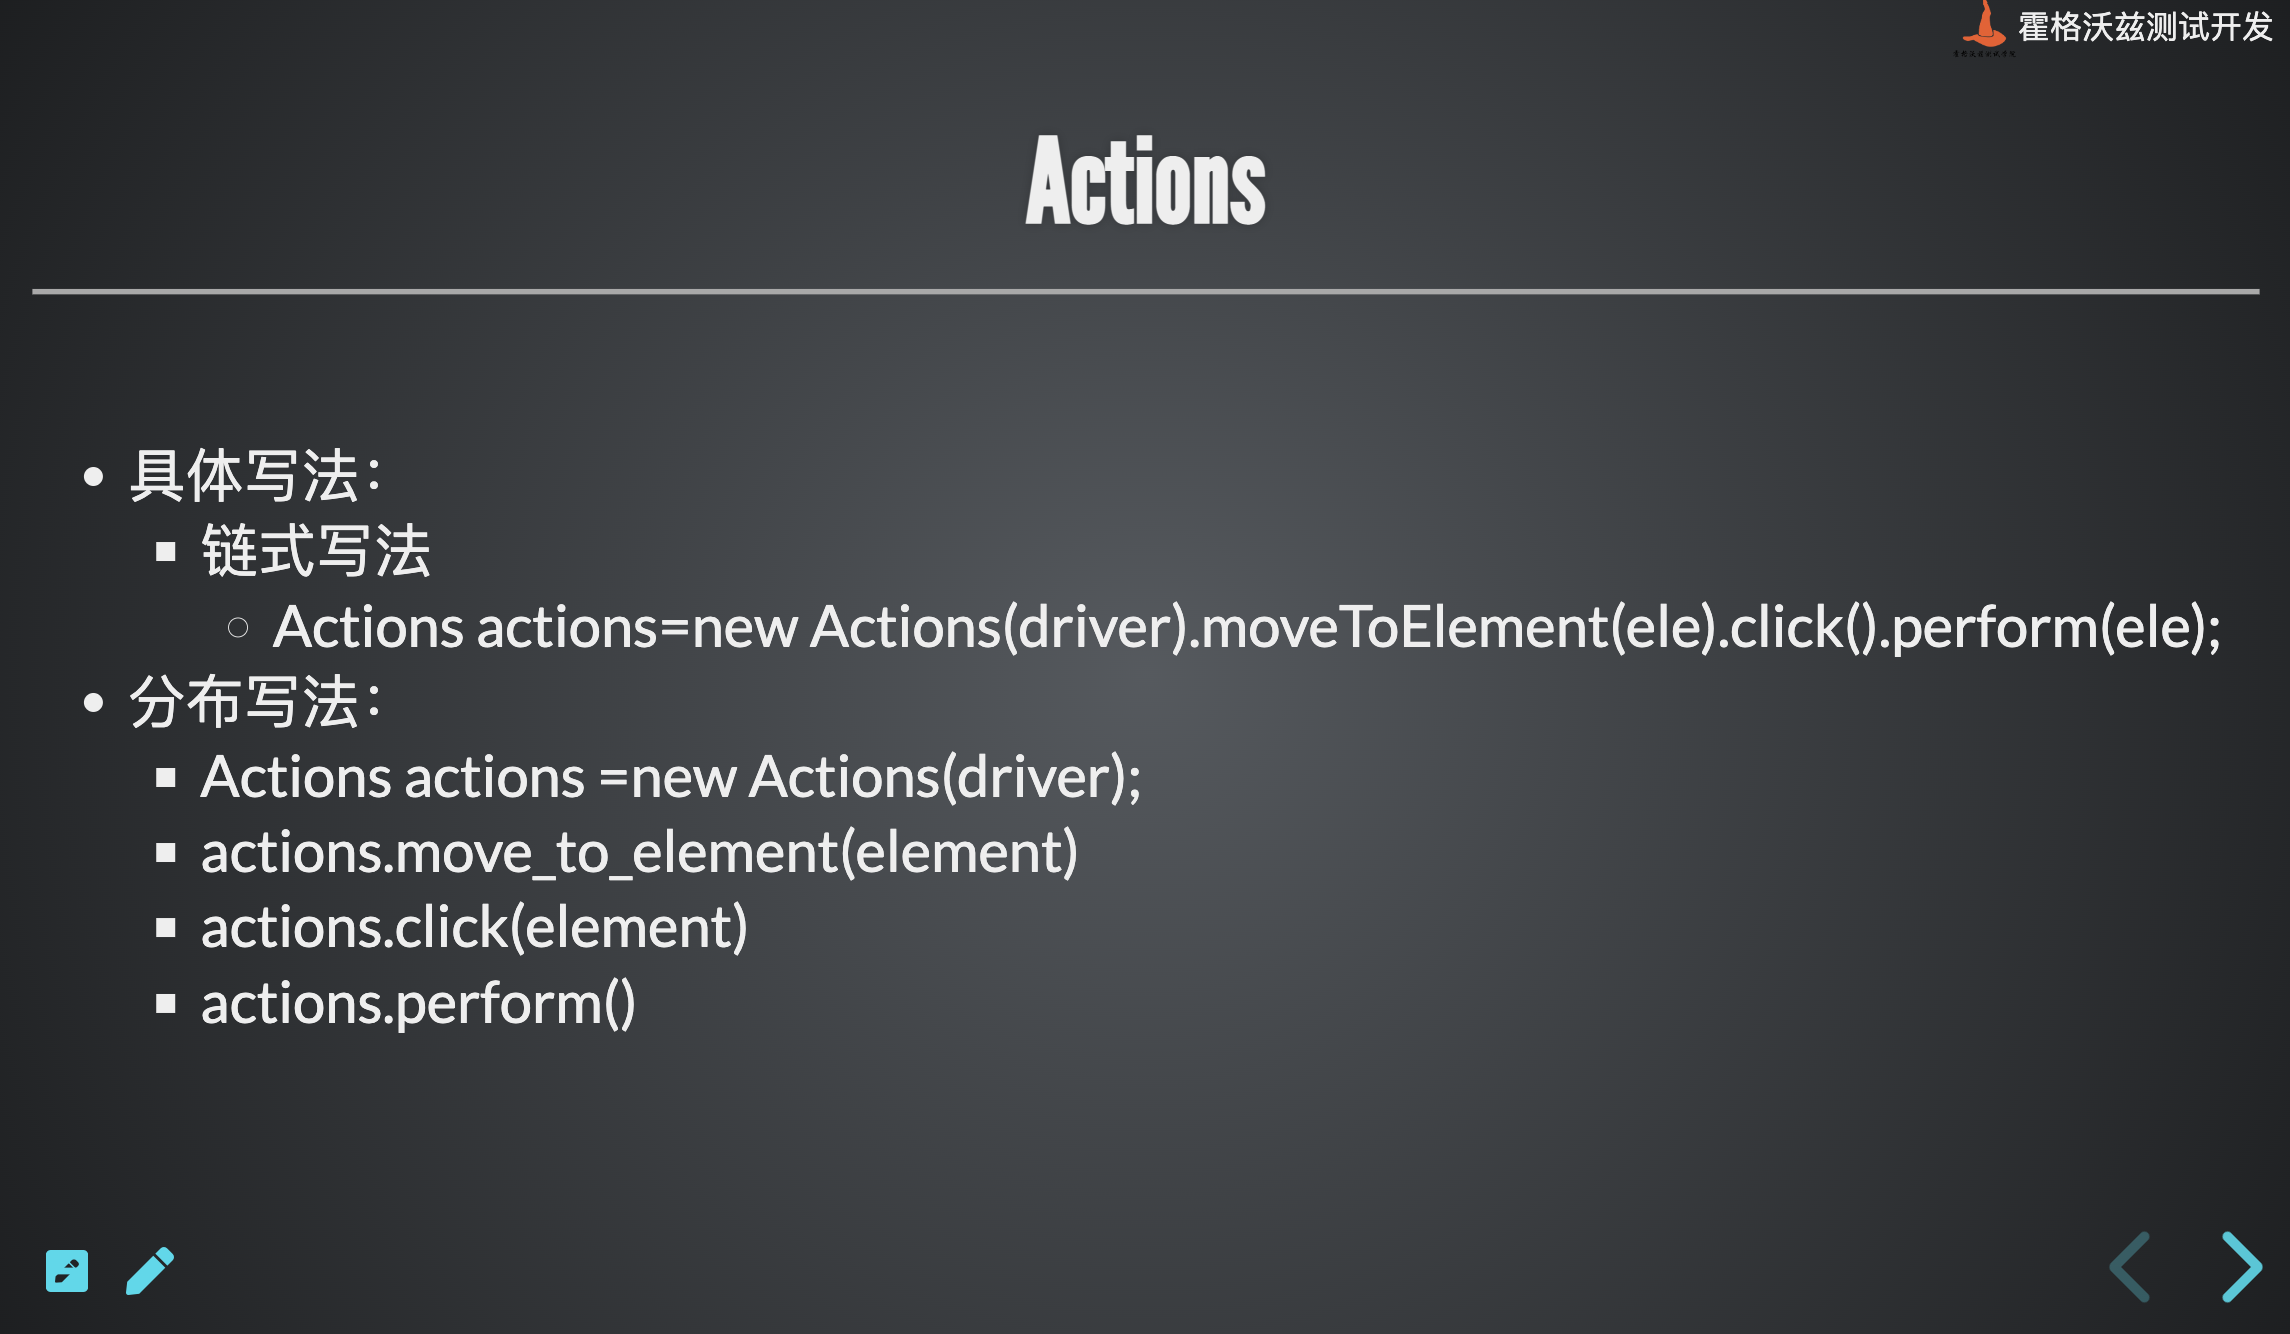 霍格沃兹测试开发
Actions
具体写法：
链式写法
Actions actions=new Actions(driver).moveToElement(ele).click().perform(ele);
分布写法：
Actions actions =new Actions(driver);
actions.move_to_element(element)
actions.click(element)
actions.perform()